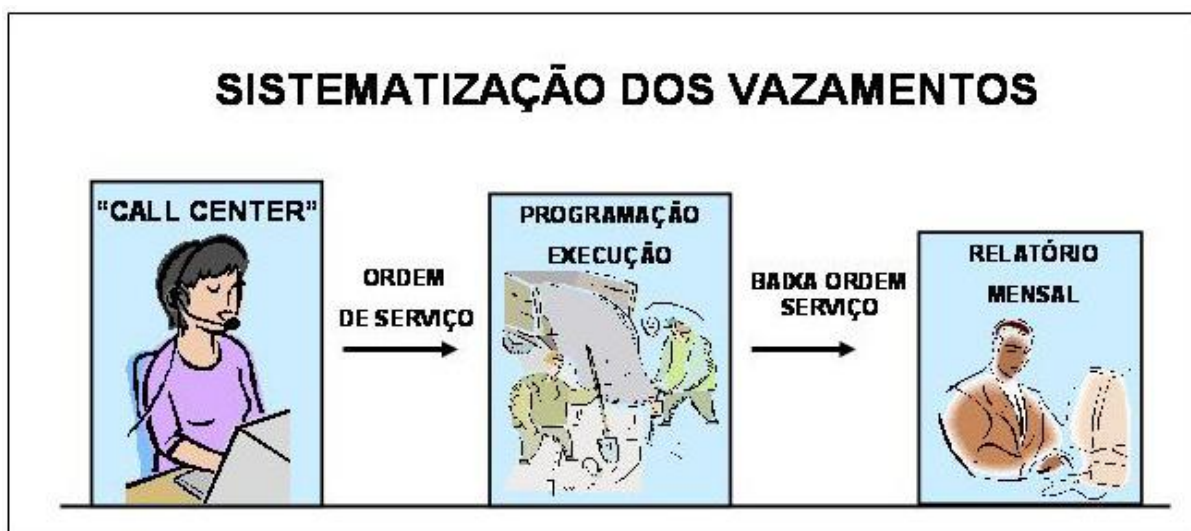 SISTEMATIZAÇÃO DOS VAZAMENTOS
“CALL CENTER”
ORDEM
DE SERVIÇO
PROGRAMAÇÃO
EXECUÇÃO
BAIXA ORDEM
SERVIÇO
RELATÓRIO
MENSAL